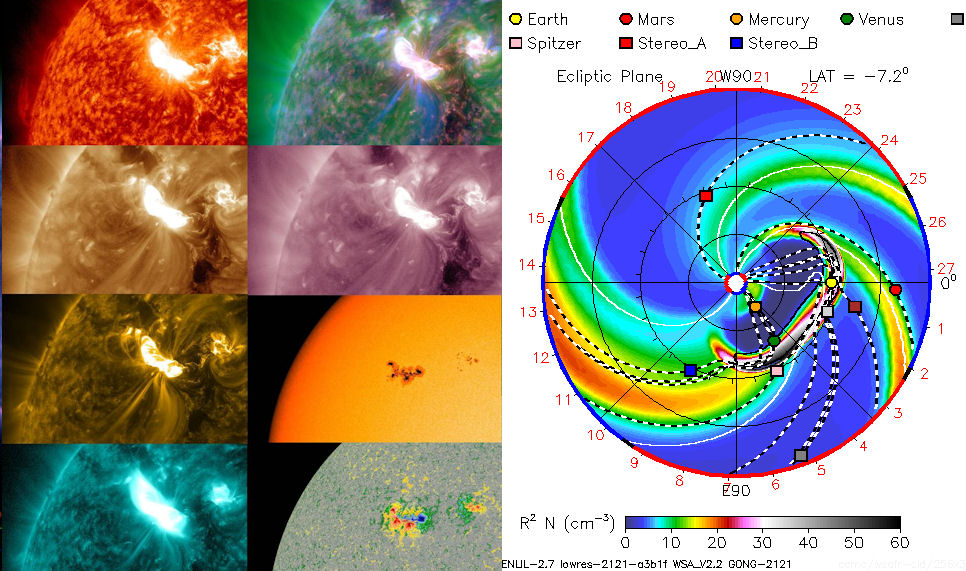 Earth Mars Mercury Venus
Spitzer Stereo_A Stereo_B
Ecliptic Plane W90 LAT = -7.2⁰
20 21
19 22
18 23
17 24
16 25
15 26
14 27
0⁰
13 1
12 2
11 3
10 4
9 5
8 6
E90
R² N (cm⁻³)
0 10 20 30 40 50 60
ENLIL-2.7 lowres-2121-a3b1f WSA_V2.2 GONG-2121